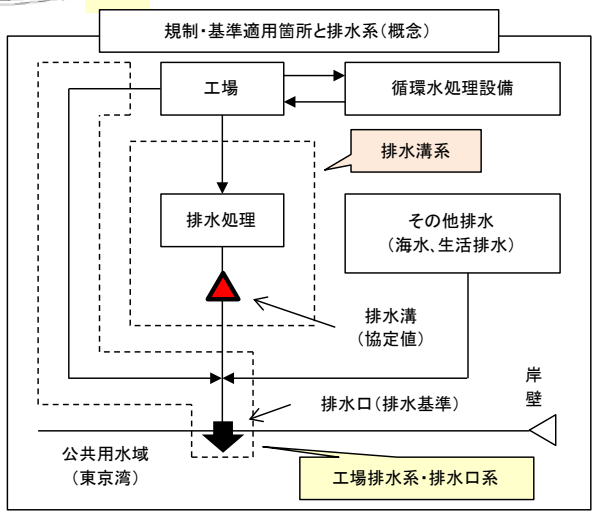 規制・基準適用箇所と排水系(概念)
工場
循環水処理設備
排水溝系
排水処理
その他排水
(海水、生活排水)
排水溝
(協定値)
岸
壁
排水口(排水基準)
公共用水域
(東京湾)
工場排水系・排水口系